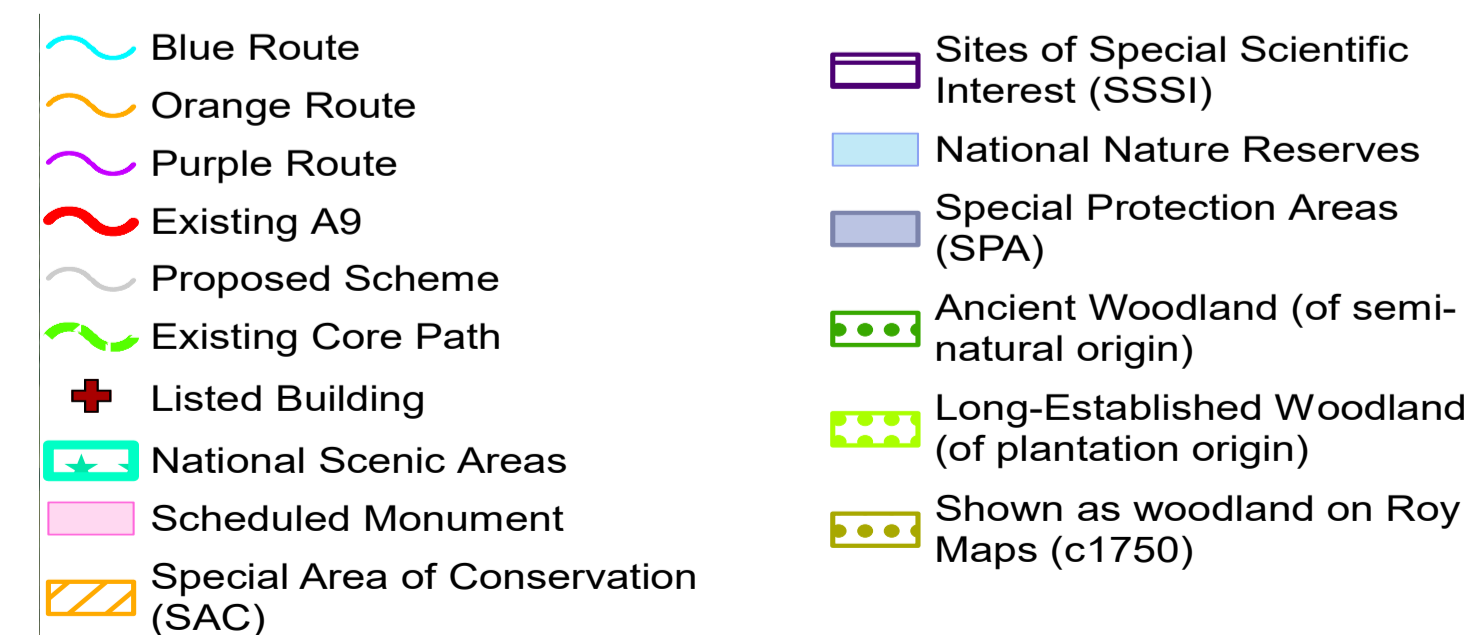 Blue Route
Orange Route
Purple Route
Existing A9
Proposed Scheme
Existing Core Path
Listed Building
National Scenic Areas
Scheduled Monument
Special Area of Conservation
(SAC)
Sites of Special Scientific
Interest (SSSI)
National Nature Reserves
Special Protection Areas
(SPA)
Ancient Woodland (of semi-
natural origin)
Long-Established Woodland
(of plantation origin)
Shown as woodland on Roy
Maps (c1750)